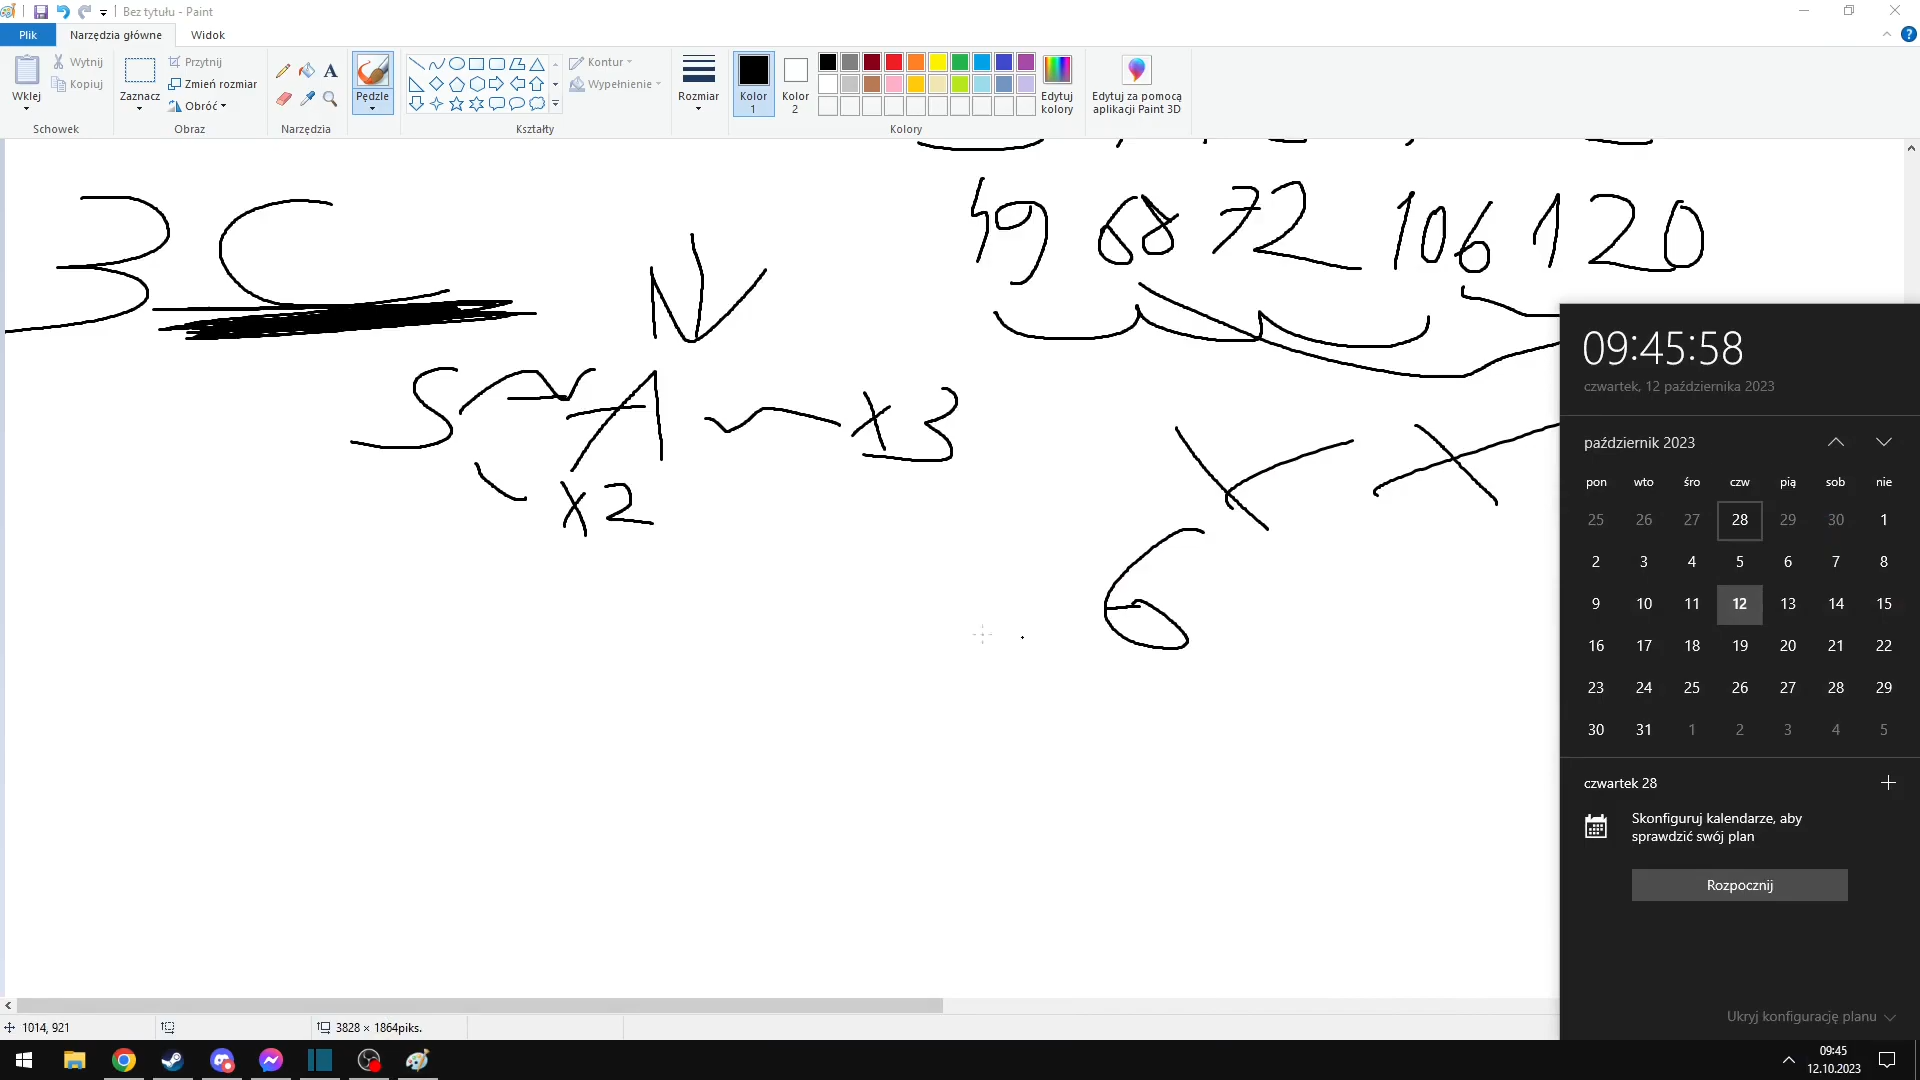 Bez tytułu - Paint
Plik Narzędzia główne Widok
Wklej
Wytnij
Kopiuj
Schowek
Zaznacz
Przytnij
Zmień rozmiar
Obróć
Obraz
A
Narzędzia
Pędzle
Kontur
Wypełnienie
Kształty
Rozmiar
Kolor 1
Kolor 2
Edytuj kolory
Kolory
Edytuj za pomocą aplikacji Paint 3D
3C
N
72 106 120
S A x3
x2
6
09:45:58
czwartek, 12 października 2023
październik 2023
pon wto śro czw pią sob nie
25 26 27 28 29 30 1
2 3 4 5 6 7 8
9 10 11 12 13 14 15
16 17 18 19 20 21 22
23 24 25 26 27 28 29
30 31 1 2 3 4 5
czwartek 28
Skonfiguruj kalendarze, aby
sprawdzić swój plan
Rozpocznij
Ukryj konfigurację planu
1014, 921
3828 × 1864piks.
09:45
12.10.2023